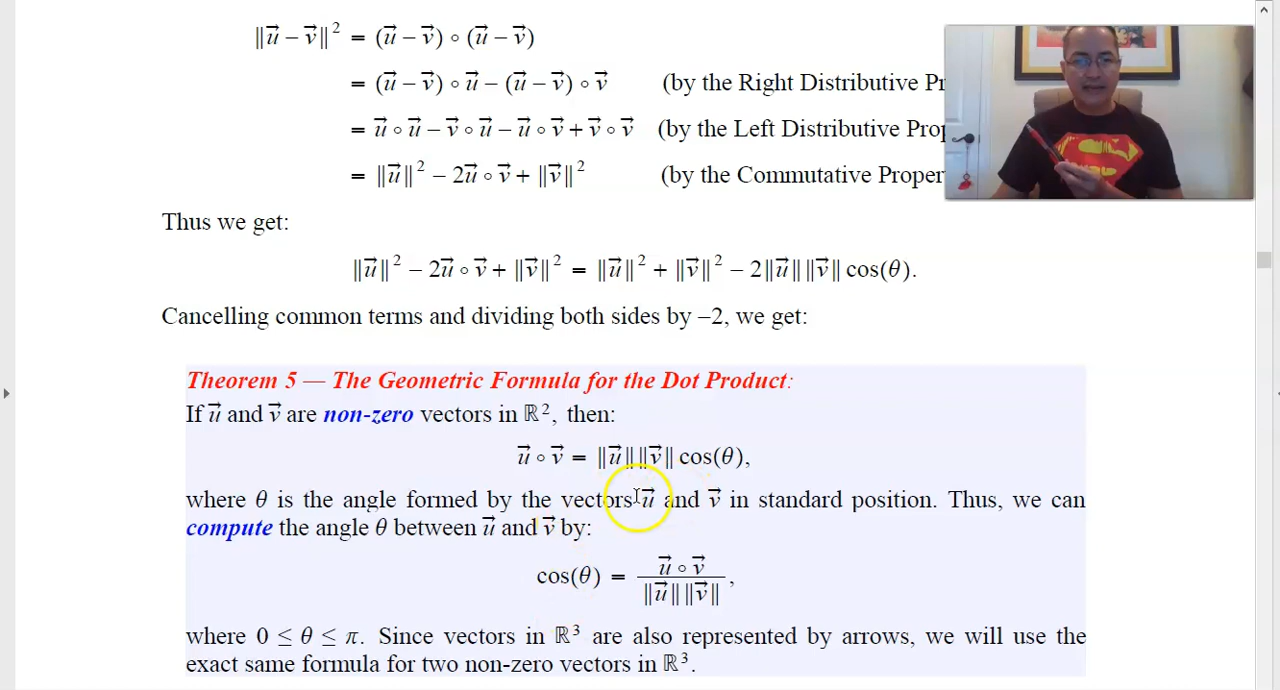 ‖u⃗ − v⃗‖² = (u⃗ − v⃗) ∘ (u⃗ − v⃗)
= (u⃗ − v⃗) ∘ u⃗ − (u⃗ − v⃗) ∘ v⃗ (by the Right Distributive Pr
= u⃗ ∘ u⃗ − v⃗ ∘ u⃗ − u⃗ ∘ v⃗ + v⃗ ∘ v⃗ (by the Left Distributive Prop
= ‖u⃗‖² − 2u⃗ ∘ v⃗ + ‖v⃗‖² (by the Commutative Proper
Thus we get:
‖u⃗‖² − 2u⃗ ∘ v⃗ + ‖v⃗‖² = ‖u⃗‖² + ‖v⃗‖² − 2‖u⃗‖‖v⃗‖ cos(θ).
Cancelling common terms and dividing both sides by −2, we get:
Theorem 5 — The Geometric Formula for the Dot Product:
If u⃗ and v⃗ are non-zero vectors in ℝ², then:
u⃗ ∘ v⃗ = ‖u⃗‖‖v⃗‖ cos(θ),
where θ is the angle formed by the vectors u⃗ and v⃗ in standard position. Thus, we can
compute the angle θ between u⃗ and v⃗ by:
cos(θ) = u⃗ ∘ v⃗ / ‖u⃗‖‖v⃗‖,
where 0 ≤ θ ≤ π. Since vectors in ℝ³ are also represented by arrows, we will use the
exact same formula for two non-zero vectors in ℝ³.